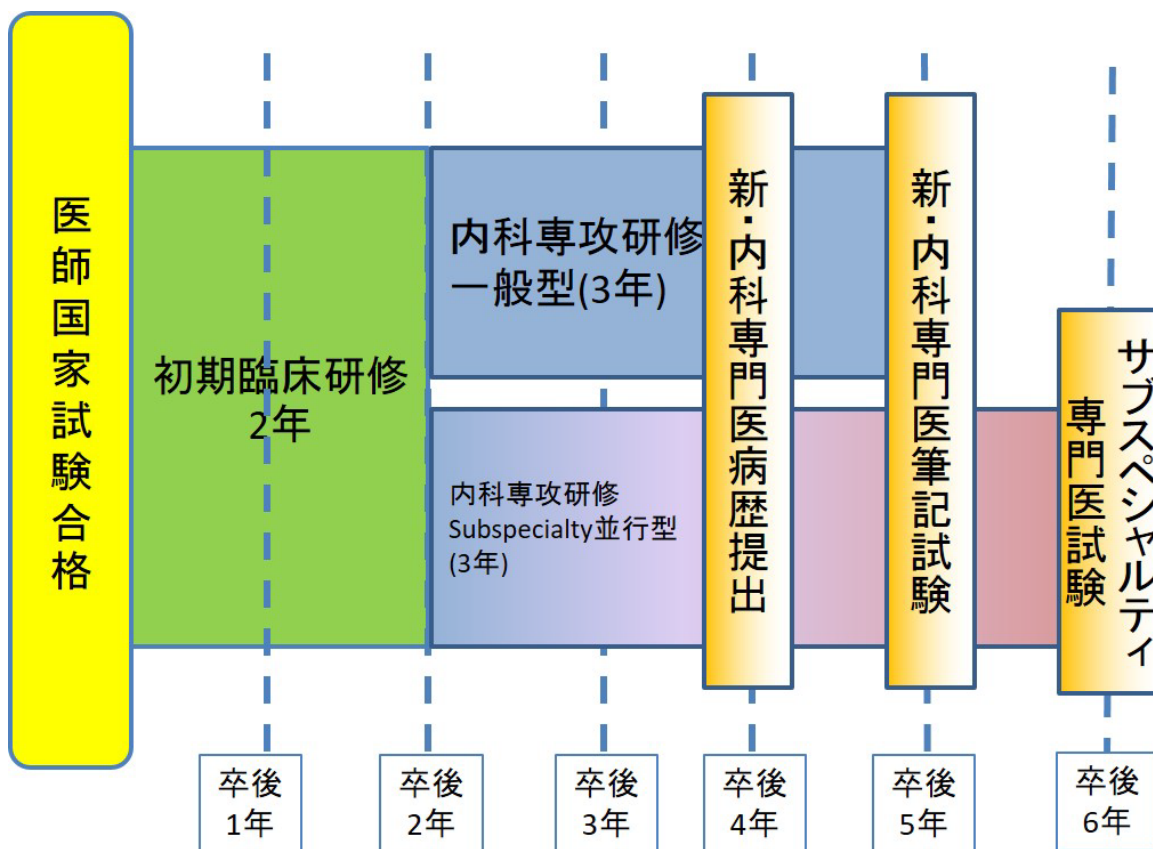 医師国家試験合格
初期臨床研修
2年
内科専攻研修
一般型(3年)
内科専攻研修
Subspecialty並行型
(3年)
新・内科専門医病歴提出
新・内科専門医筆記試験
サブスペシャルティ
専門医試験
卒後
1年
卒後
2年
卒後
3年
卒後
4年
卒後
5年
卒後
6年